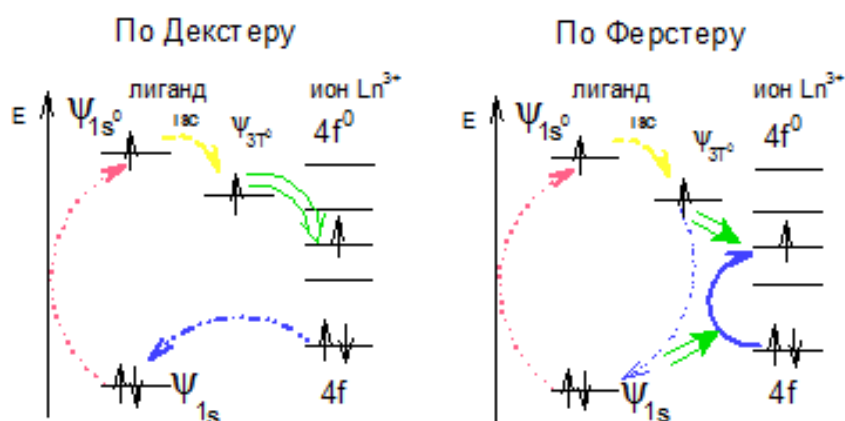 По Декстеру
лиганд
ион Ln³⁺
E
Ψ₁ₛ⁰
ISC
Ψ₃T⁰
4f⁰
Ψ₁ₛ
4f
По Ферстеру
лиганд
ион Ln³⁺
E
Ψ₁ₛ⁰
ISC
Ψ₃T⁰
4f⁰
Ψ₁ₛ
4f